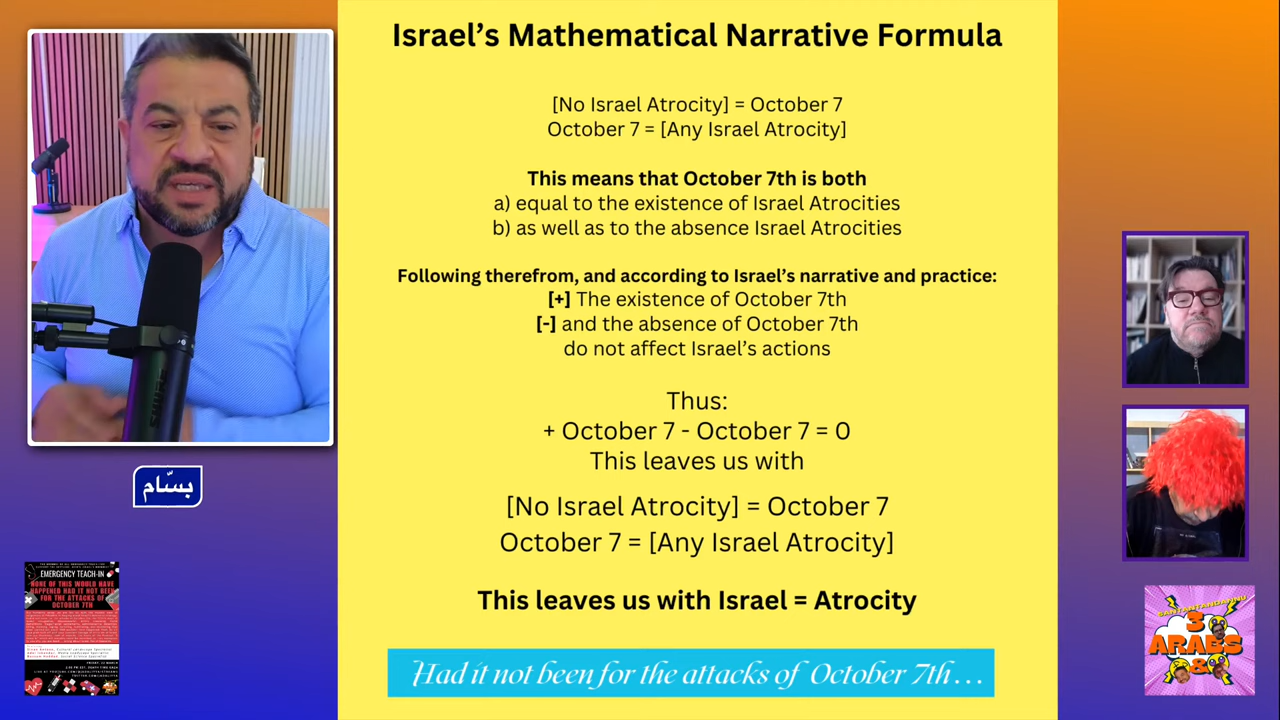 Israel's Mathematical Narrative Formula
[No Israel Atrocity] = October 7
October 7 = [Any Israel Atrocity]
This means that October 7th is both
a) equal to the existence of Israel Atrocities
b) as well as to the absence Israel Atrocities
Following therefrom, and according to Israel's narrative and practice:
[+] The existence of October 7th
[-] and the absence of October 7th
do not affect Israel's actions
Thus:
+ October 7 - October 7 = 0
This leaves us with
[No Israel Atrocity] = October 7
October 7 = [Any Israel Atrocity]
This leaves us with Israel = Atrocity
Had it not been for the attacks of October 7th...
بسّام
EMERGENCY TEACH-IN
NONE OF THIS WOULD HAVE
HAPPENED HAD IT NOT BEEN
FOR THE ATTACKS OF
OCTOBER 7TH
3
ARABS
&